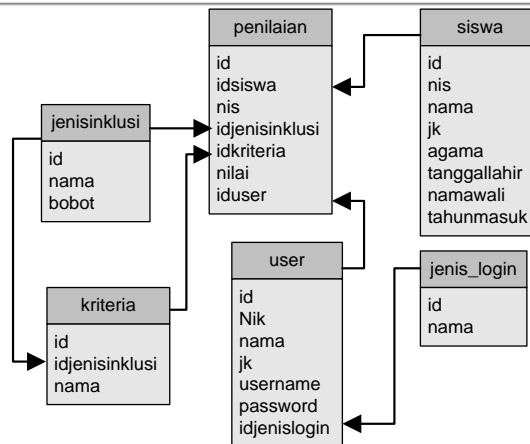 penilaian
id
idsiswa
nis
idjenisinklusi
idkriteria
nilai
iduser
siswa
id
nis
nama
jk
agama
tanggallahir
namawali
tahunmasuk
jenisinklusi
id
nama
bobot
kriteria
id
idjenisinklusi
nama
user
id
Nik
nama
jk
username
password
idjenislogin
jenis_login
id
nama